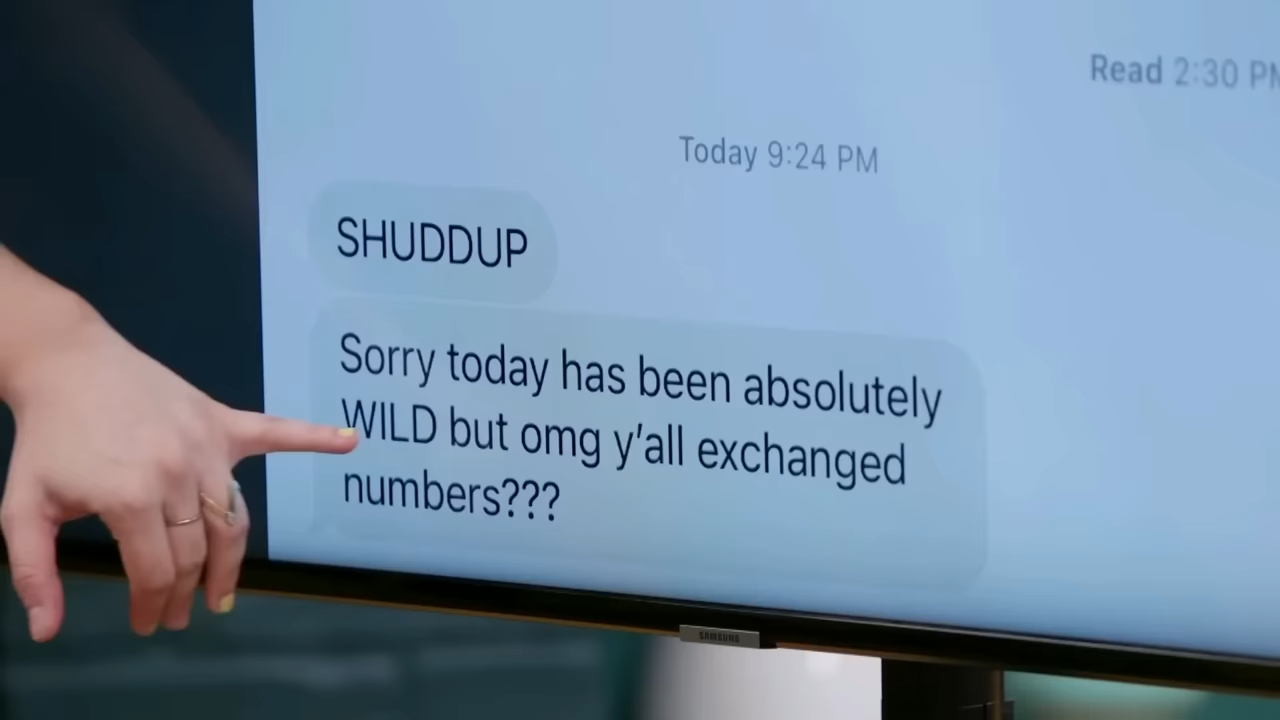 Read 2:30 PM
Today 9:24 PM
SHUDDUP
Sorry today has been absolutely
WILD but omg y’all exchanged
numbers???
SAMSUNG